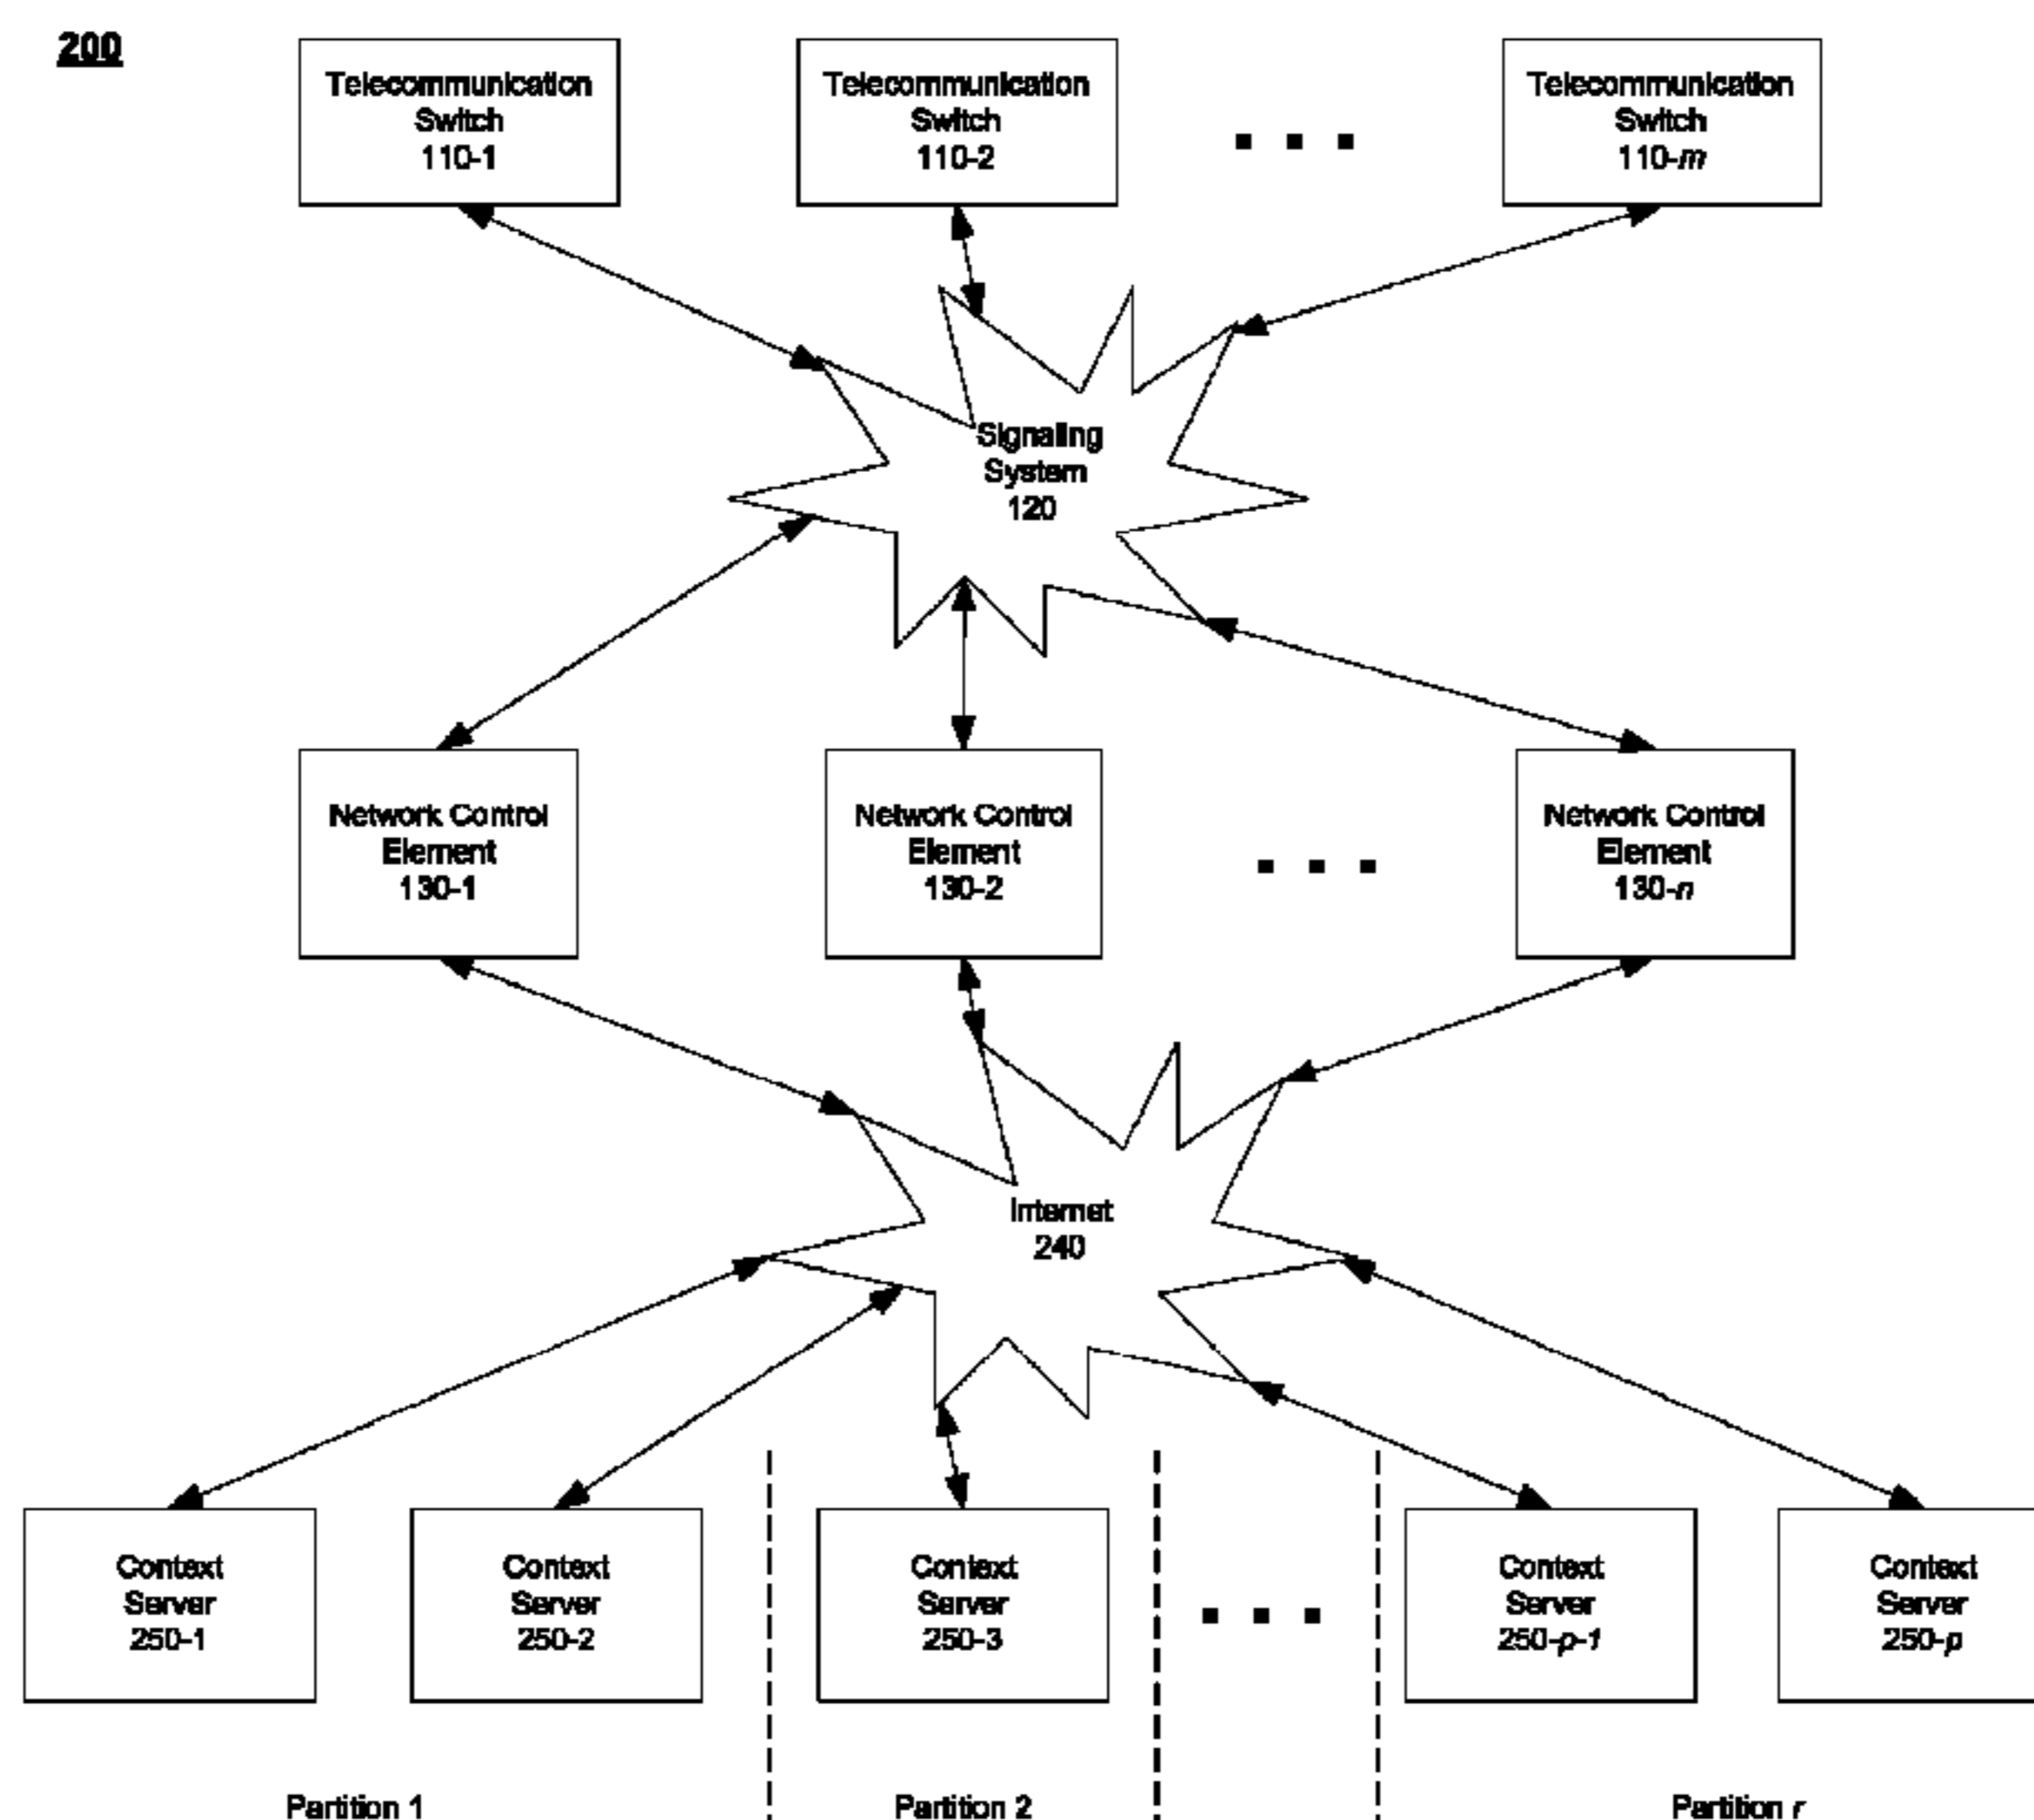 200
Telecommunication
Switch
110-1
Telecommunication
Switch
110-2
Telecommunication
Switch
110-m
Signaling
System
120
Network Control
Element
130-1
Network Control
Element
130-2
Network Control
Element
130-n
Internet
240
Context
Server
250-1
Context
Server
250-2
Context
Server
250-3
Context
Server
250-p-1
Context
Server
250-p
Partition 1
Partition 2
Partition r